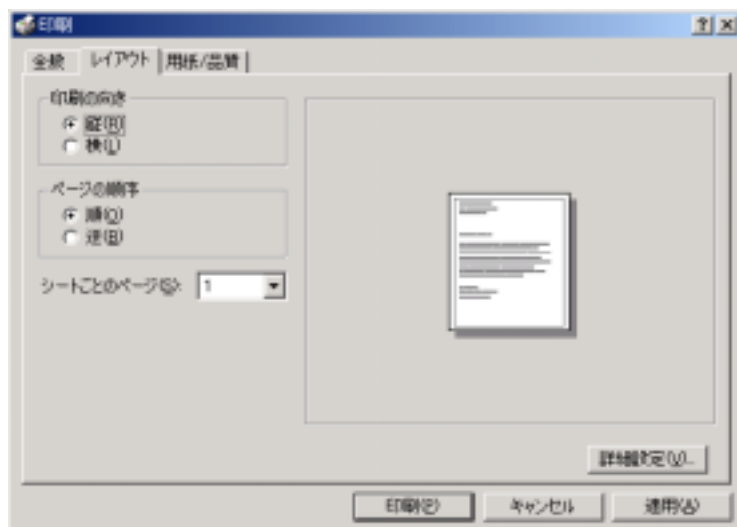 印刷
全般 レイアウト 用紙/品質
印刷の向き
縦(R)
横(L)
ページの順序
順(O)
逆(B)
シートごとのページ(S): 1
詳細設定(V)...
印刷(P) キャンセル 適用(A)